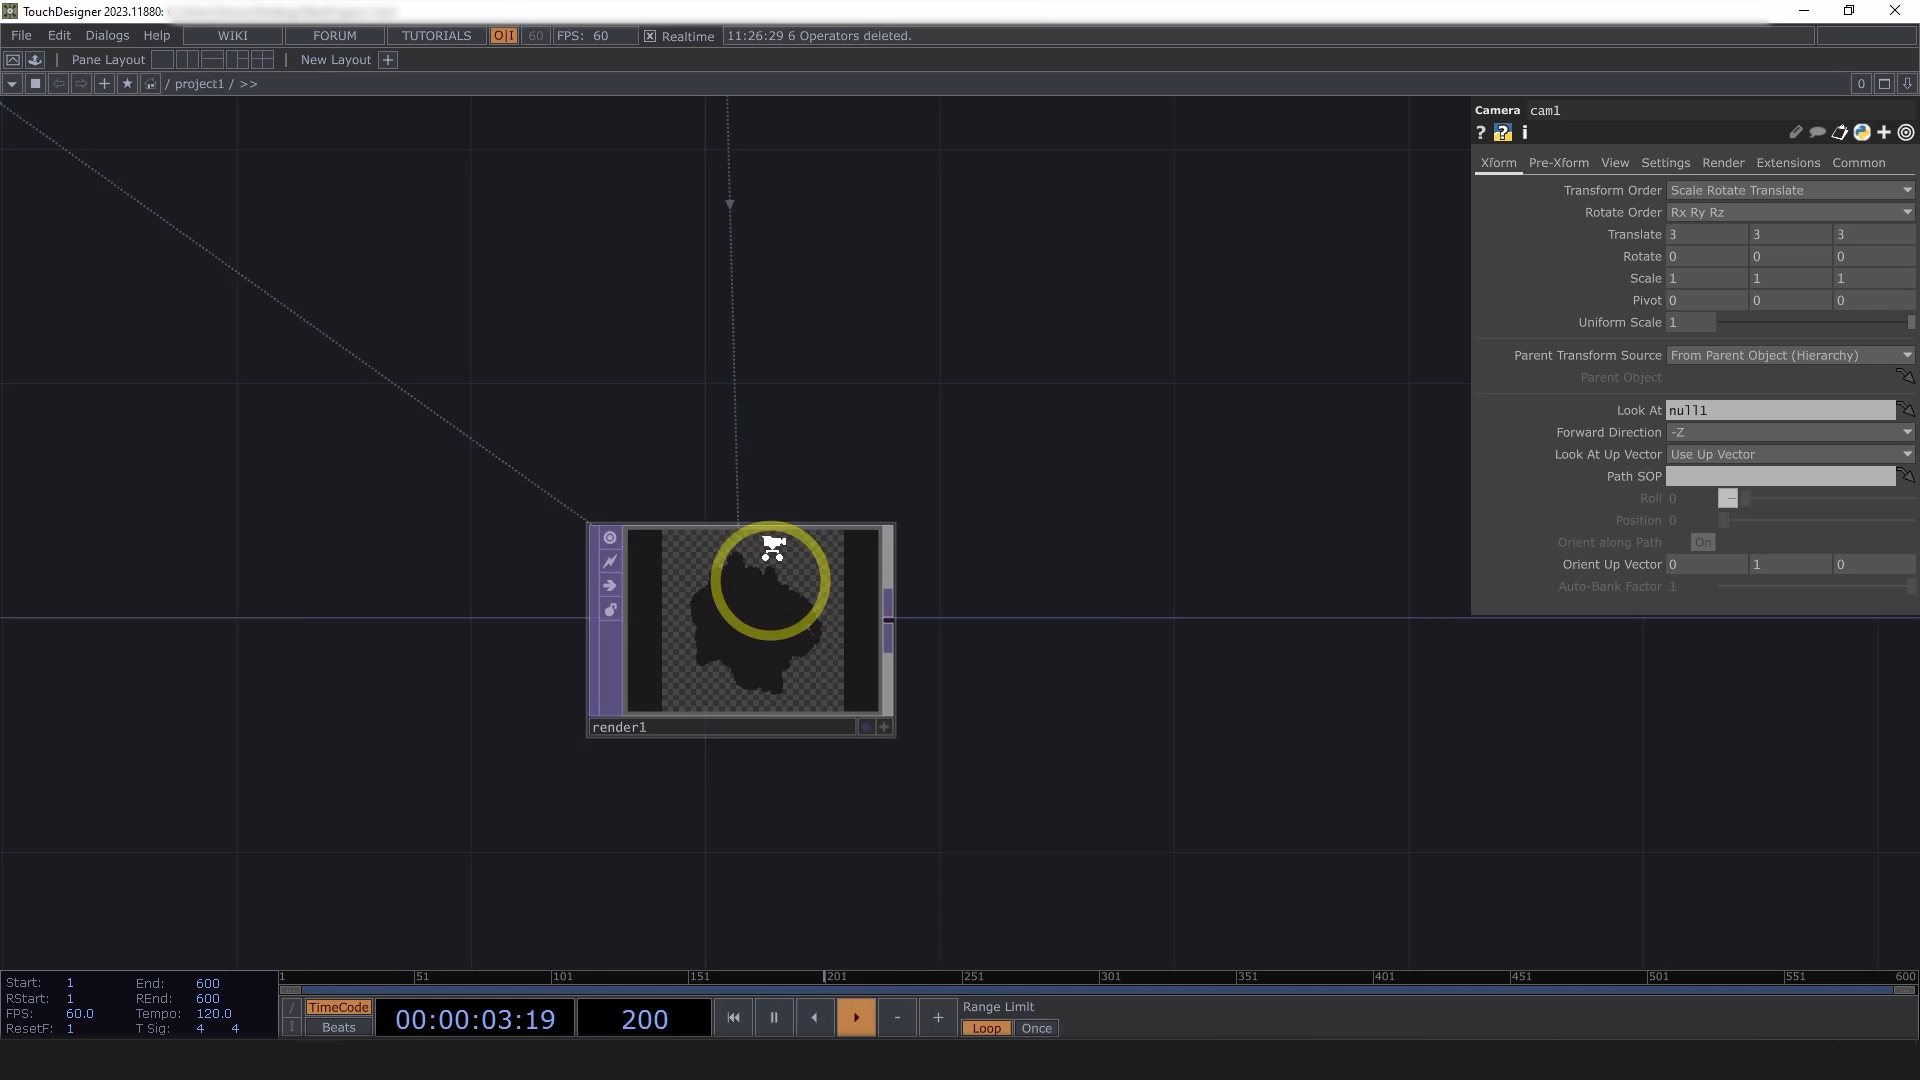 TouchDesigner 2023.11880:
File Edit Dialogs Help WIKI FORUM TUTORIALS O|I 60 FPS: 60 Realtime 11:26:29 6 Operators deleted.
Pane Layout New Layout +
/ project1 / >> 0
Camera cam1
? ? i
Xform Pre-Xform View Settings Render Extensions Common
Transform Order Scale Rotate Translate
Rotate Order Rx Ry Rz
Translate 3 3 3
Rotate 0 0 0
Scale 1 1 1
Pivot 0 0 0
Uniform Scale 1
Parent Transform Source From Parent Object (Hierarchy)
Parent Object
Look At null1
Forward Direction -Z
Look At Up Vector Use Up Vector
Path SOP
Roll 0
Position 0
Orient along Path On
Orient Up Vector 0 1 0
Auto-Bank Factor 1
render1
1 51 101 151 201 251 301 351 401 451 501 551 600
Start: 1 End: 600
RStart: 1 REnd: 600
FPS: 60.0 Tempo: 120.0
ResetF: 1 T Sig: 4 4
/ TimeCode
I Beats
00:00:03:19 200
- +
Range Limit
Loop Once